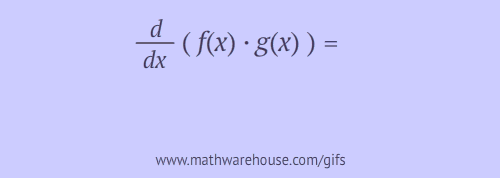 d/dx ( f(x) · g(x) ) =
www.mathwarehouse.com/gifs